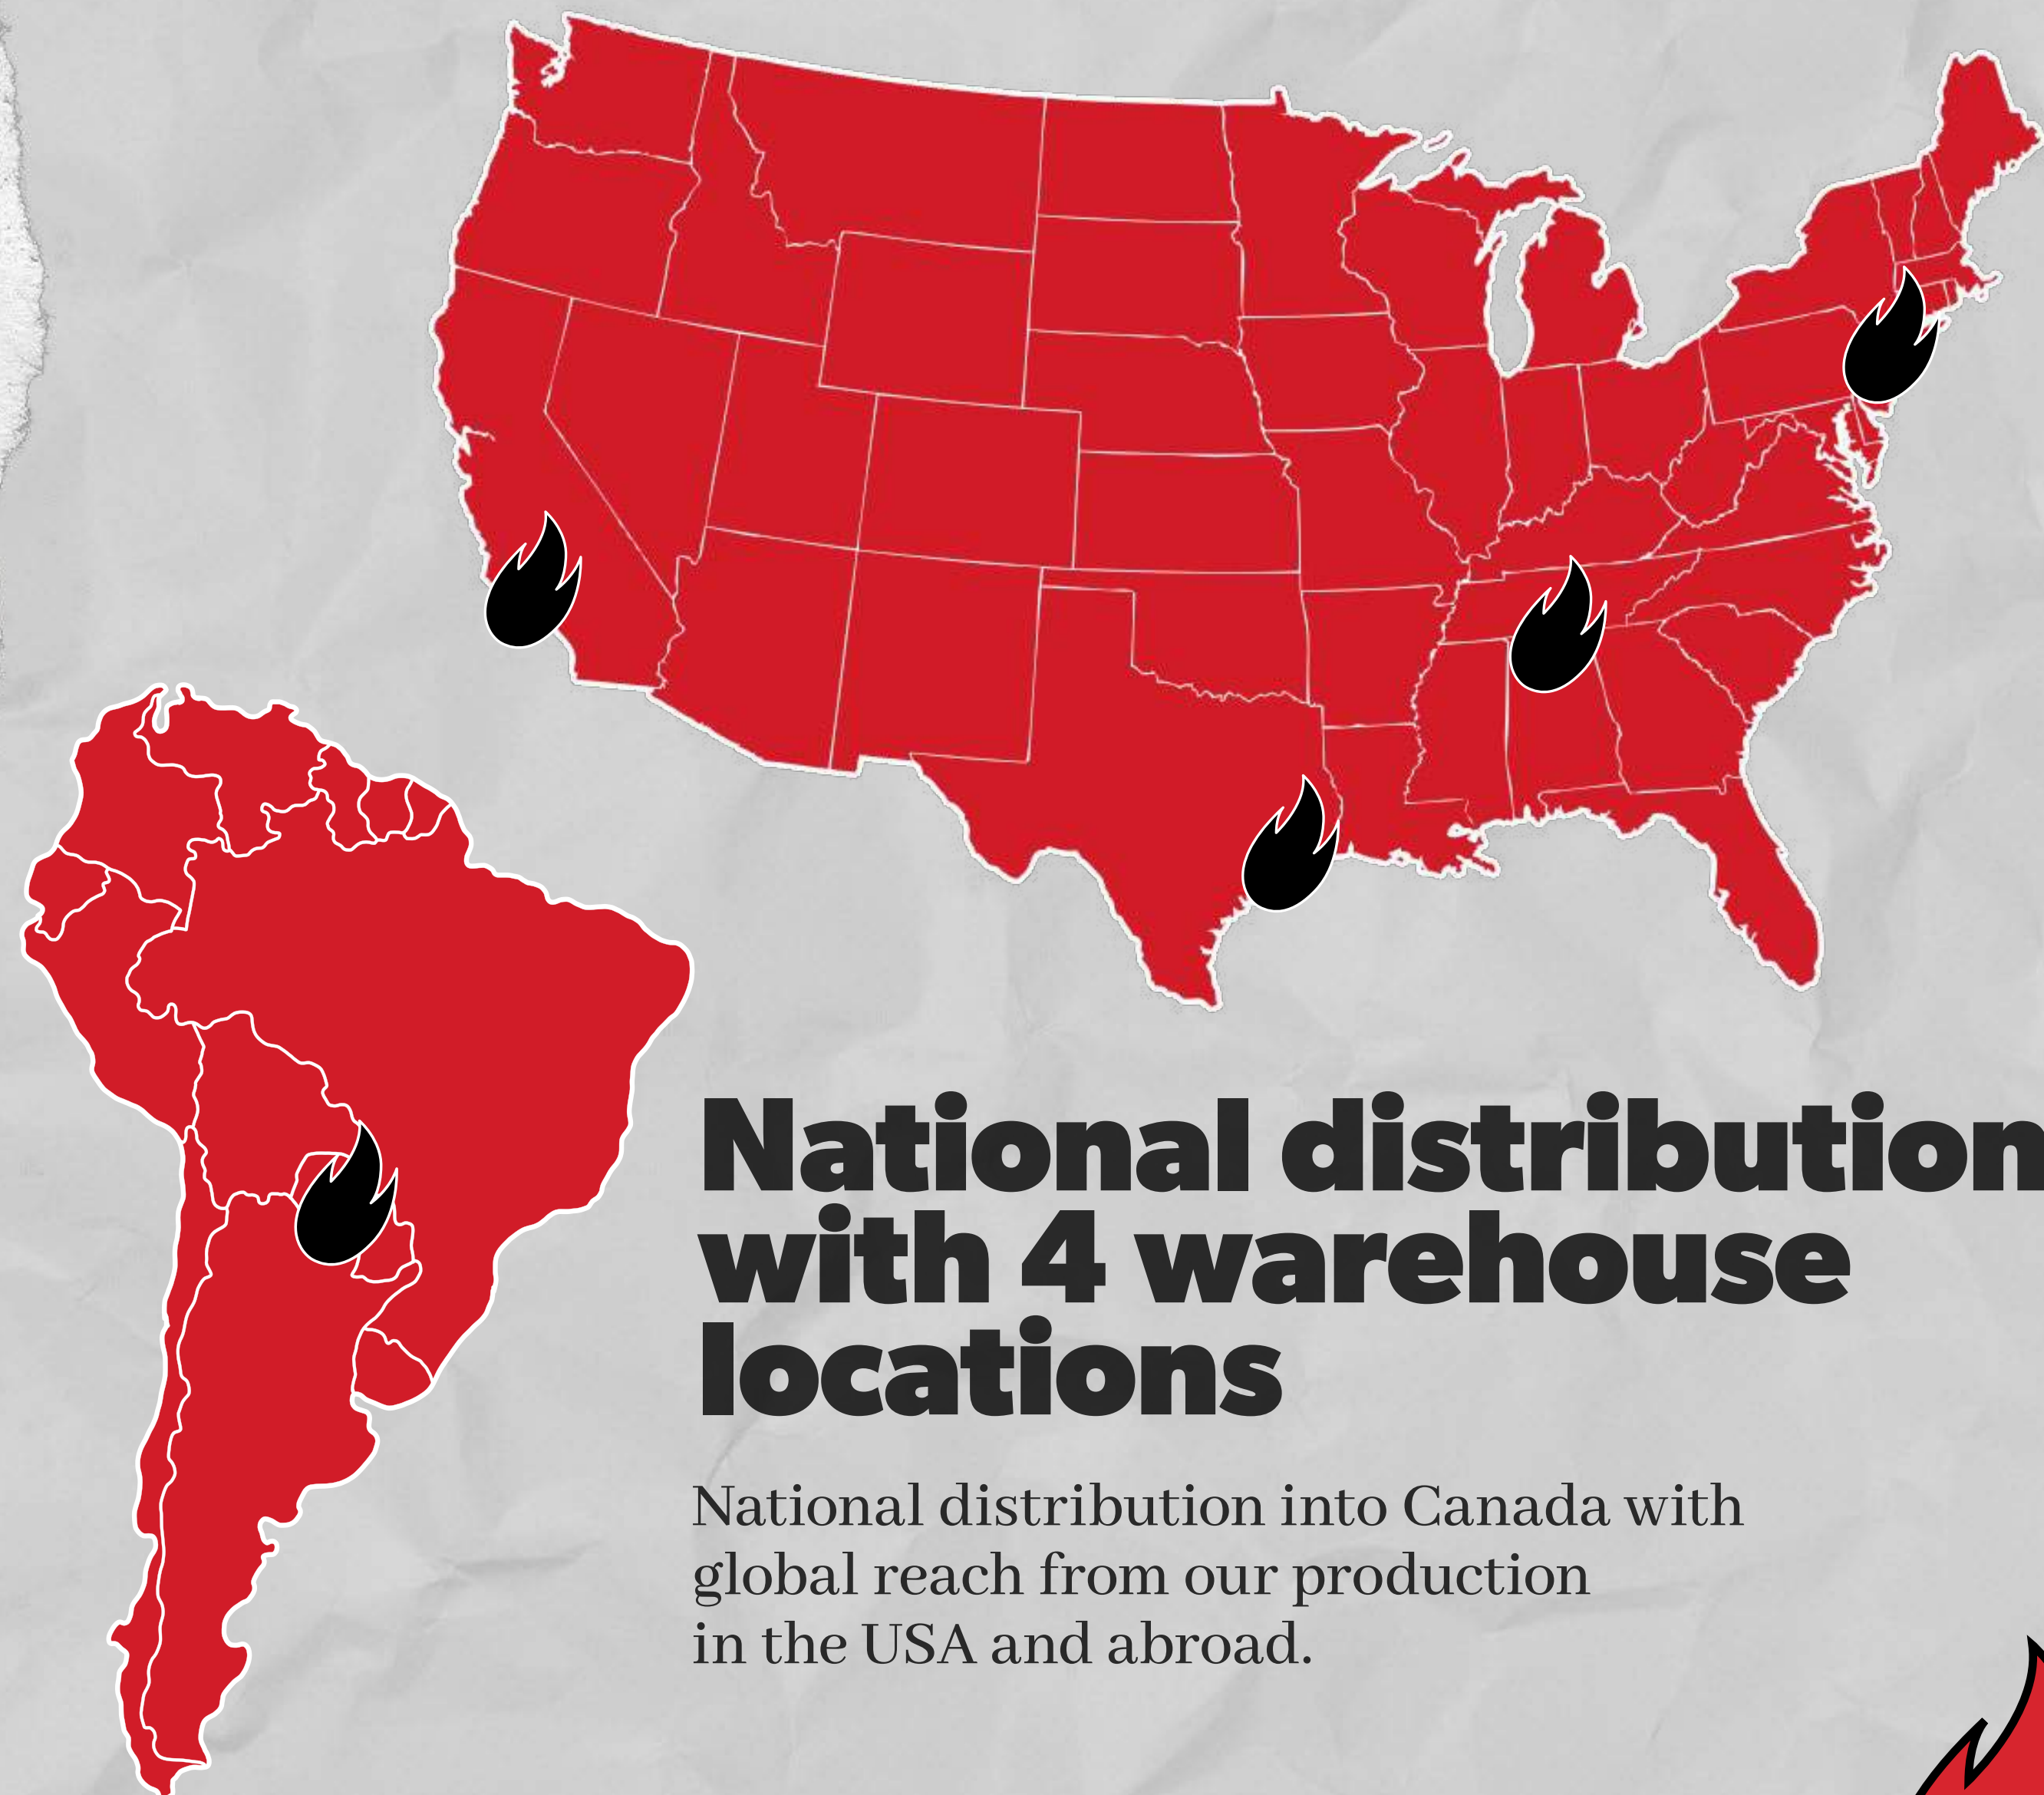 National distribution
with 4 warehouse
locations
National distribution into Canada with
global reach from our production
in the USA and abroad.